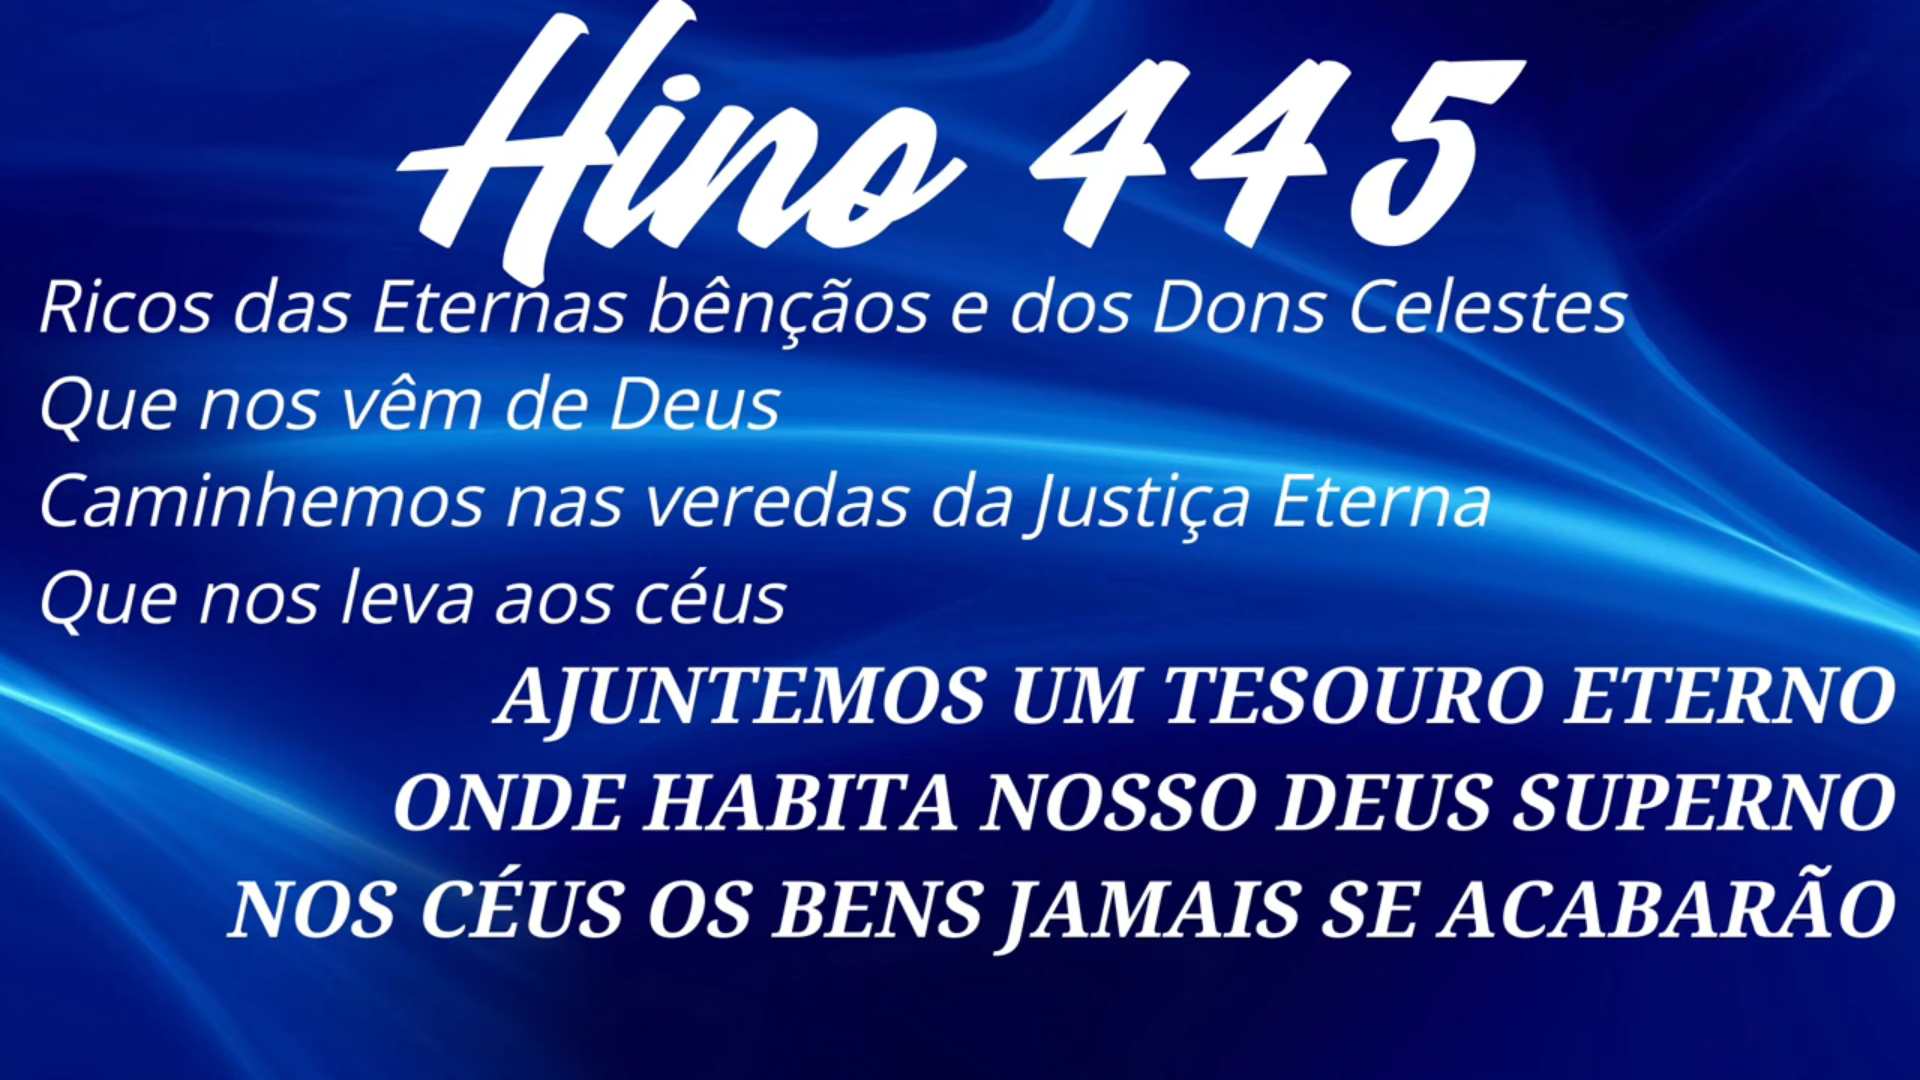 Hino 445
Ricos das Eternas bênçãos e dos Dons Celestes
Que nos vêm de Deus
Caminhemos nas veredas da Justiça Eterna
Que nos leva aos céus
AJUNTEMOS UM TESOURO ETERNO
ONDE HABITA NOSSO DEUS SUPERNO
NOS CÉUS OS BENS JAMAIS SE ACABARÃO